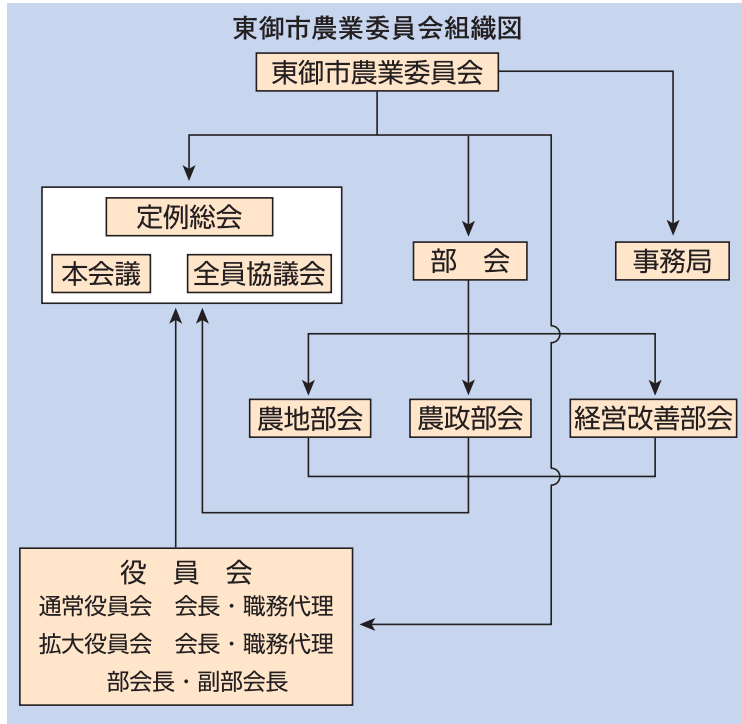 東御市農業委員会組織図
東御市農業委員会
定例総会
本会議
全員協議会
部　会
事務局
農地部会
農政部会
経営改善部会
役　員　会
通常役員会　会長・職務代理
拡大役員会　会長・職務代理
部会長・副部会長